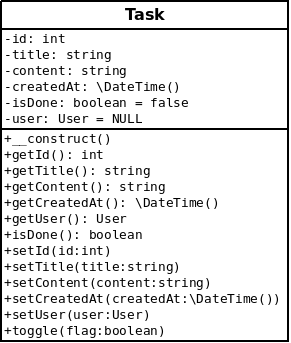 Task
-id: int
-title: string
-content: string
-createdAt: \DateTime()
-isDone: boolean = false
-user: User = NULL
+__construct()
+getId(): int
+getTitle(): string
+getContent(): string
+getCreatedAt(): \DateTime()
+getUser(): User
+isDone(): boolean
+setId(id:int)
+setTitle(title:string)
+setContent(content:string)
+setCreatedAt(createdAt:\DateTime())
+setUser(user:User)
+toggle(flag:boolean)